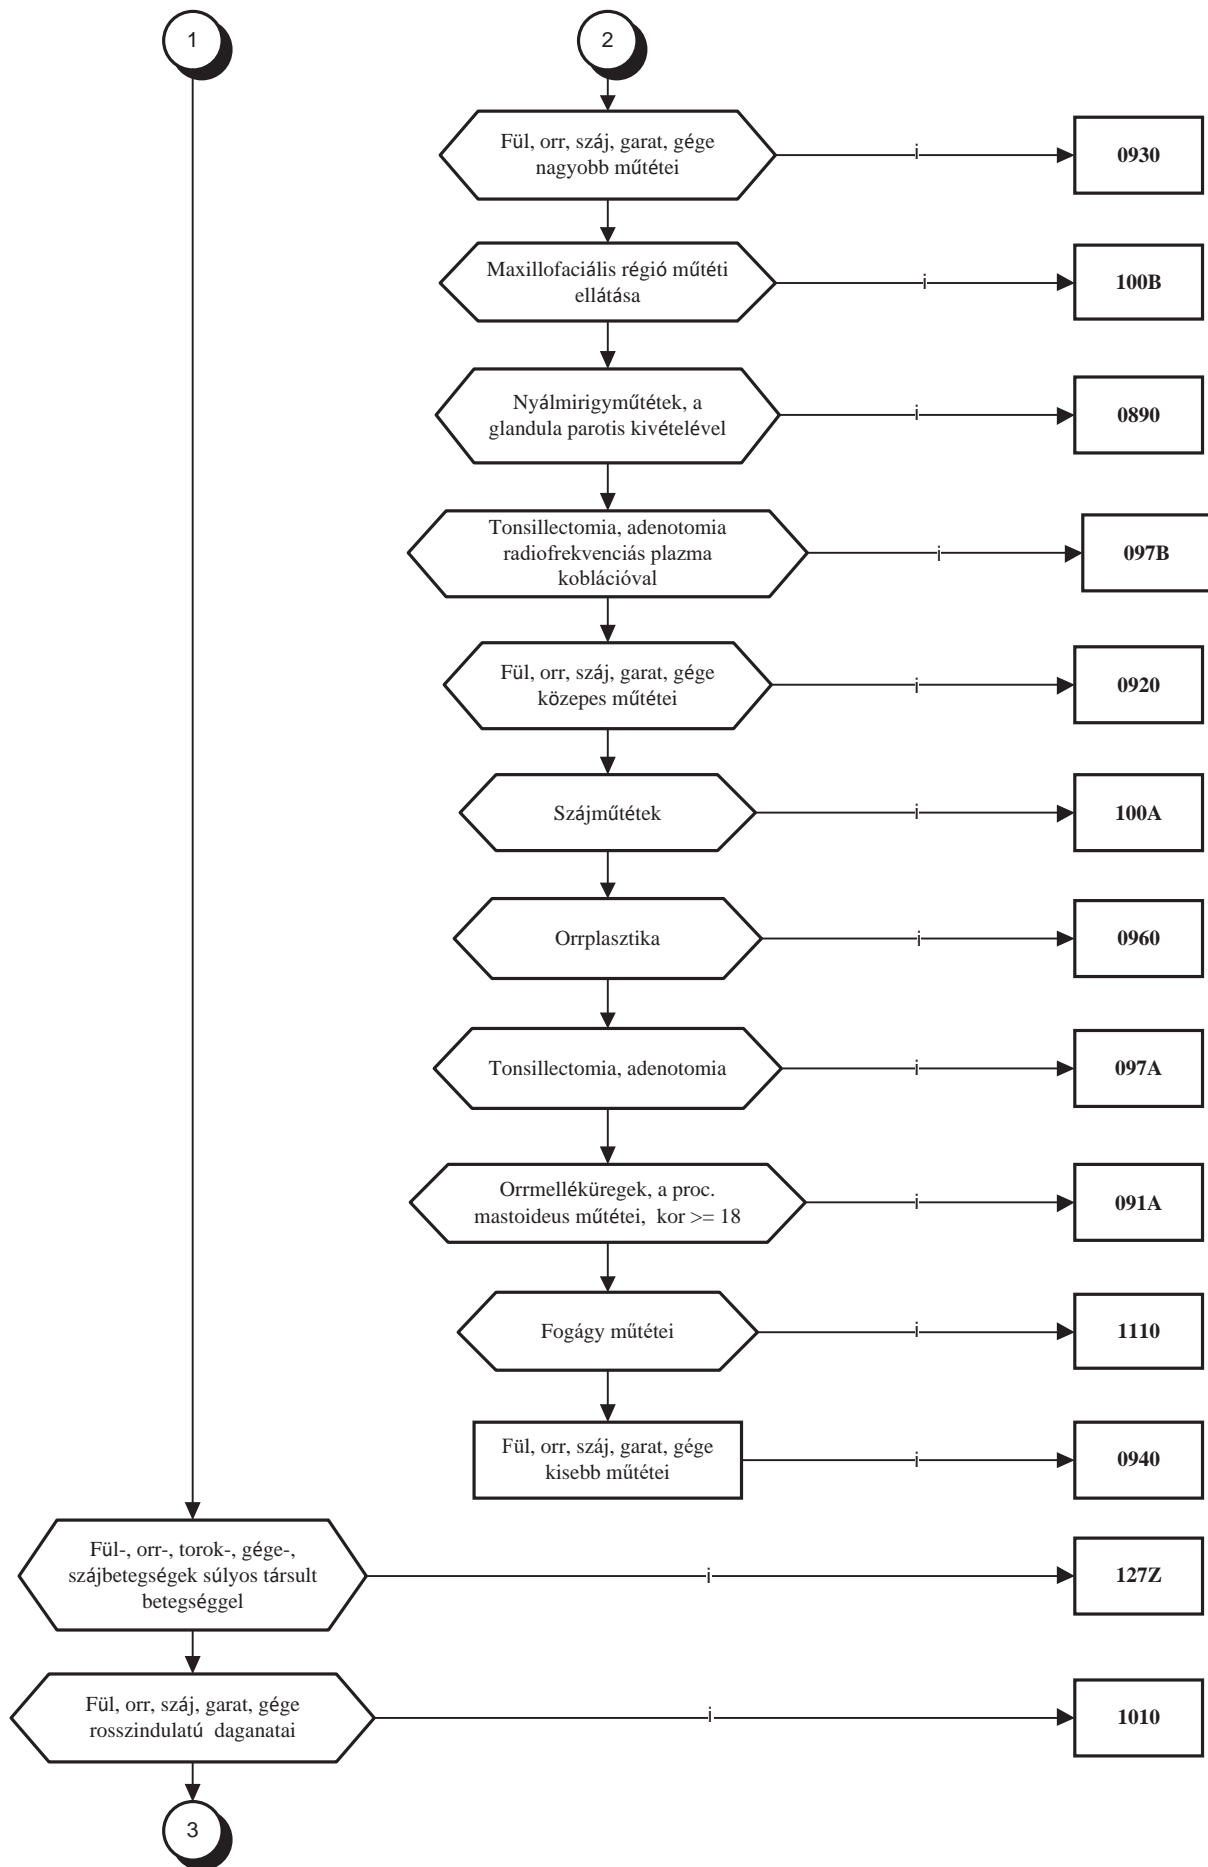 1
2
Fül, orr, száj, garat, gége
nagyobb műtétei
i
0930
Maxillofaciális régió műtéti
ellátása
i
100B
Nyálmirigyműtétek, a
glandula parotis kivételével
i
0890
Tonsillectomia, adenotomia
radiofrekvenciás plazma
koblációval
i
097B
Fül, orr, száj, garat, gége
közepes műtétei
i
0920
Szájműtétek
i
100A
Orrplasztika
i
0960
Tonsillectomia, adenotomia
i
097A
Orrmelléküregek, a proc.
mastoideus műtétei, kor >= 18
i
091A
Fogágy műtétei
i
1110
Fül, orr, száj, garat, gége
kisebb műtétei
i
0940
Fül-, orr-, torok-, gége-,
szájbetegségek súlyos társult
betegséggel
i
127Z
Fül, orr, száj, garat, gége
rosszindulatú daganatai
i
1010
3